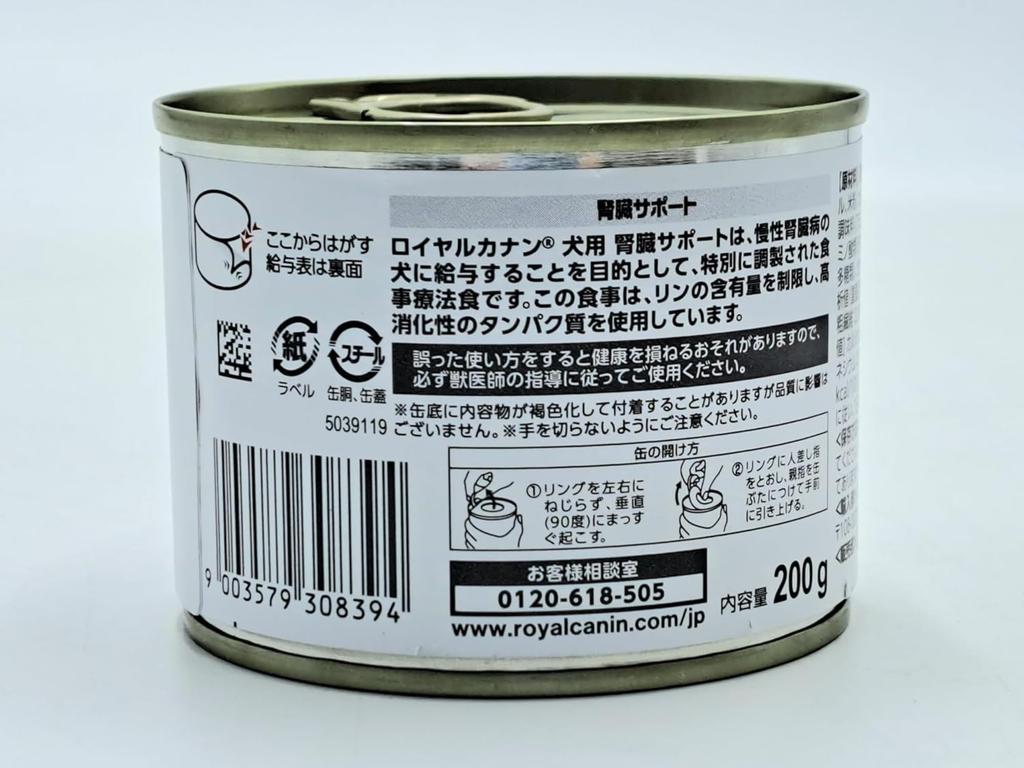 ここからはがす
給与表は裏面
腎臓サポート
ロイヤルカナン® 犬用 腎臓サポートは、慢性腎臓病の
犬に給与することを目的として、特別に調製された食
事療法食です。この食事は、リンの含有量を制限し、高
消化性のタンパク質を使用しています。
誤った使い方をすると健康を損ねるおそれがありますので、
必ず獣医師の指導に従ってご使用ください。
紙
ラベル
スチール
缶胴、缶蓋
※缶底に内容物が褐色化して付着することがありますが品質に影響は
ございません。※手を切らないようにご注意ください。
5039119
缶の開け方
①リングを左右に
ねじらず、垂直
(90度)にまっす
ぐ起こす。
②リングに人差し指
をとおし、親指を缶
ぶたにつけて手前
に引き上げる。
お客様相談室
0120-618-505
www.royalcanin.com/jp
内容量 200g
9 003579 308394